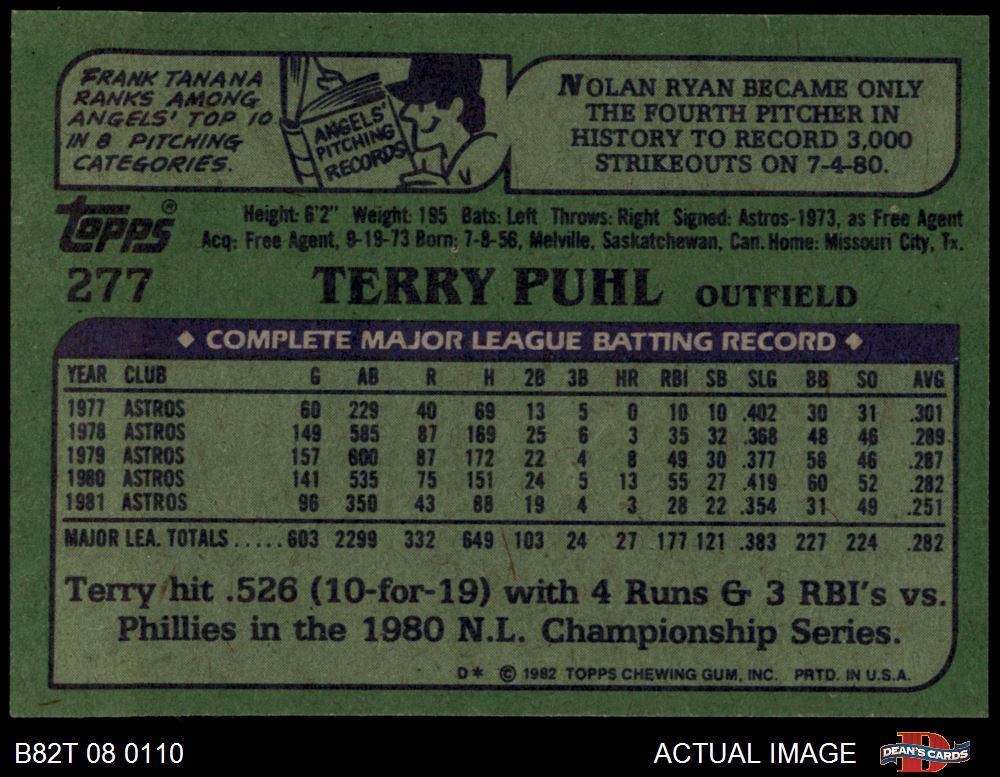 FRANK TANANA
RANKS AMONG
ANGELS' TOP 10
IN 8 PITCHING
CATEGORIES.
ANGELS'
PITCHING
RECORDS
NOLAN RYAN BECAME ONLY
THE FOURTH PITCHER IN
HISTORY TO RECORD 3,000
STRIKEOUTS ON 7-4-80.
Topps®
Height: 6'2" Weight: 195 Bats: Left Throws: Right Signed: Astros-1973, as Free Agent
Acq: Free Agent, 9-19-73 Born: 7-8-56, Melville, Saskatchewan, Can. Home: Missouri City, Tx.
277 TERRY PUHL OUTFIELD
◆ COMPLETE MAJOR LEAGUE BATTING RECORD ◆
YEAR CLUB G AB R H 2B 3B HR RBI SB SLG BB SO AVG
1977 ASTROS 60 229 40 69 13 5 0 10 10 .402 30 31 .301
1978 ASTROS 149 585 87 169 25 6 3 35 32 .368 48 46 .289
1979 ASTROS 157 600 87 172 22 4 8 49 30 .377 58 46 .287
1980 ASTROS 141 535 75 151 24 5 13 55 27 .419 60 52 .282
1981 ASTROS 96 350 43 88 19 4 3 28 22 .354 31 49 .251
MAJOR LEA. TOTALS.....603 2299 332 649 103 24 27 177 121 .383 227 224 .282
Terry hit .526 (10-for-19) with 4 Runs & 3 RBI's vs.
Phillies in the 1980 N.L. Championship Series.
D* © 1982 TOPPS CHEWING GUM, INC. PRTD. IN U.S.A.
B82T 08 0110 ACTUAL IMAGE
DEAN'S CARDS